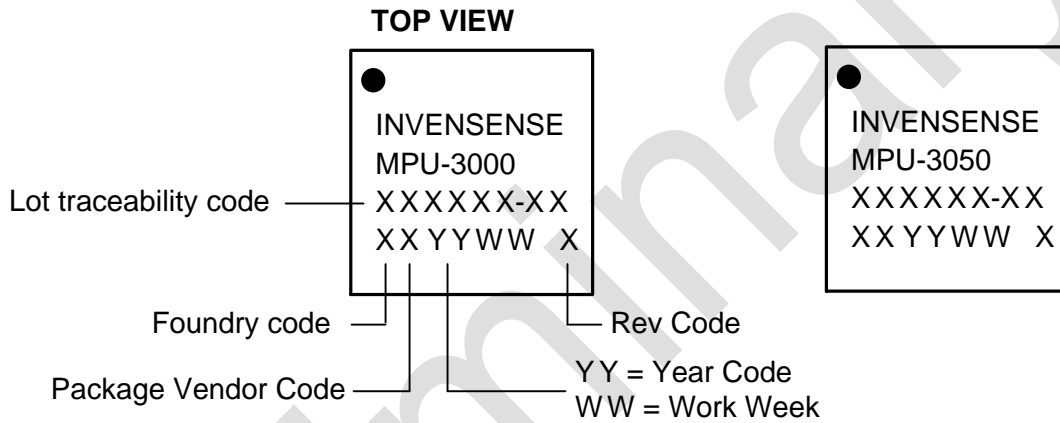 TOP VIEW
INVENSENSE
MPU-3000
Lot traceability code
XXXXXX-XX
XX YYWW X
Foundry code
Rev Code
Package Vendor Code
YY = Year Code
WW = Work Week
INVENSENSE
MPU-3050
XXXXXX-XX
XX YYWW X